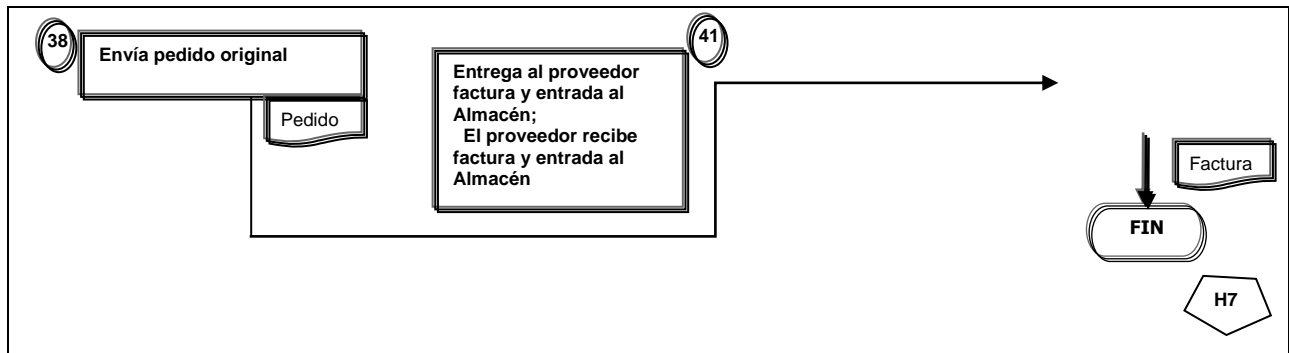 38
Envía pedido original
Pedido
41
Entrega al proveedor
factura y entrada al
Almacén;
El proveedor recibe
factura y entrada al
Almacén
Factura
FIN
H7